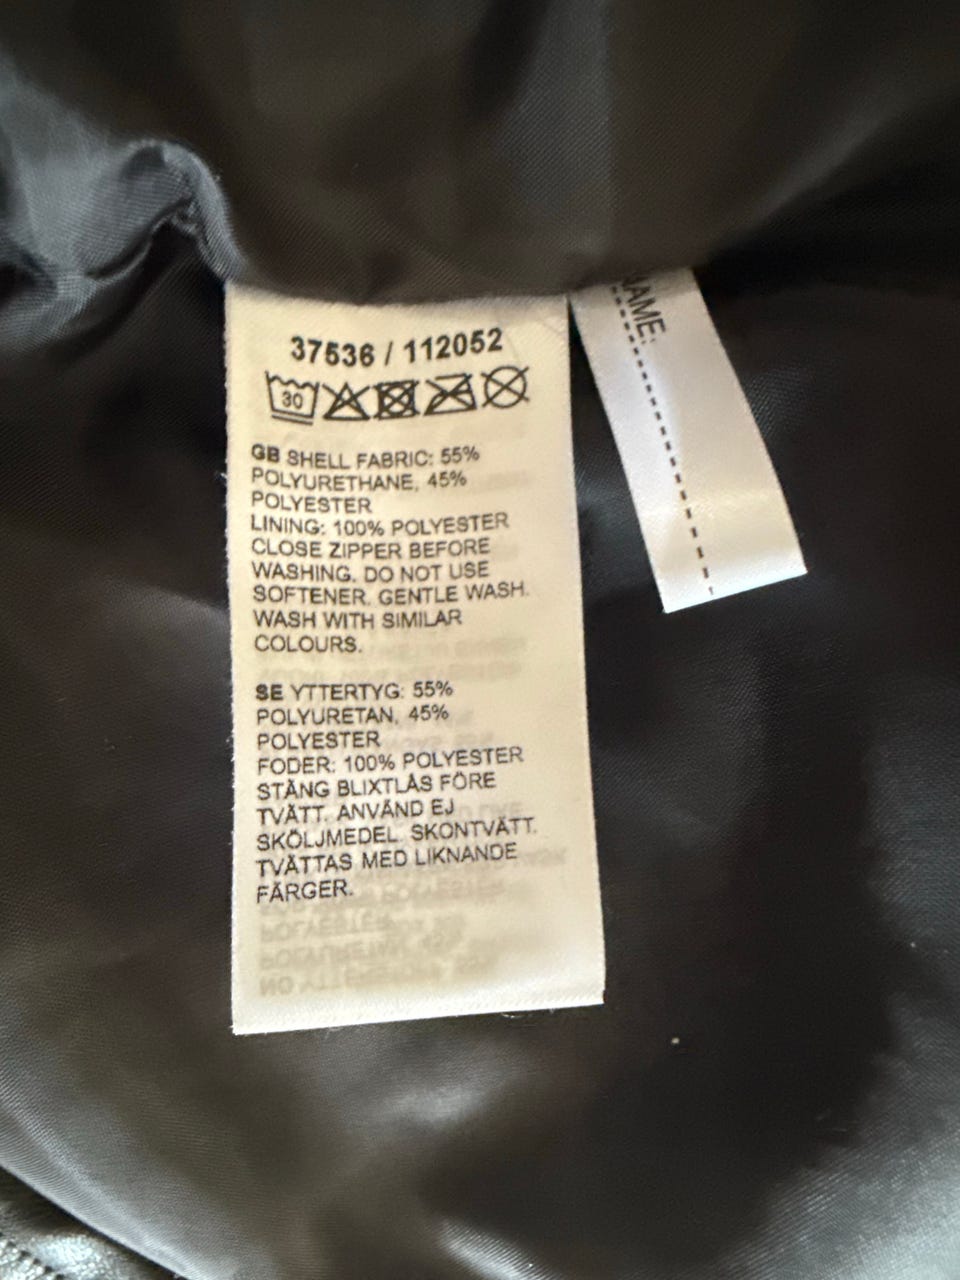 37536 / 112052
30
GB SHELL FABRIC: 55%
POLYURETHANE, 45%
POLYESTER
LINING: 100% POLYESTER
CLOSE ZIPPER BEFORE
WASHING. DO NOT USE
SOFTENER. GENTLE WASH.
WASH WITH SIMILAR
COLOURS.
SE YTTERTYG: 55%
POLYURETAN, 45%
POLYESTER
FODER: 100% POLYESTER
STÄNG BLIXTLÅS FÖRE
TVÄTT. ANVÄND EJ
SKÖLJMEDEL. SKONTVÄTT.
TVÄTTAS MED LIKNANDE
FÄRGER.
NAME: